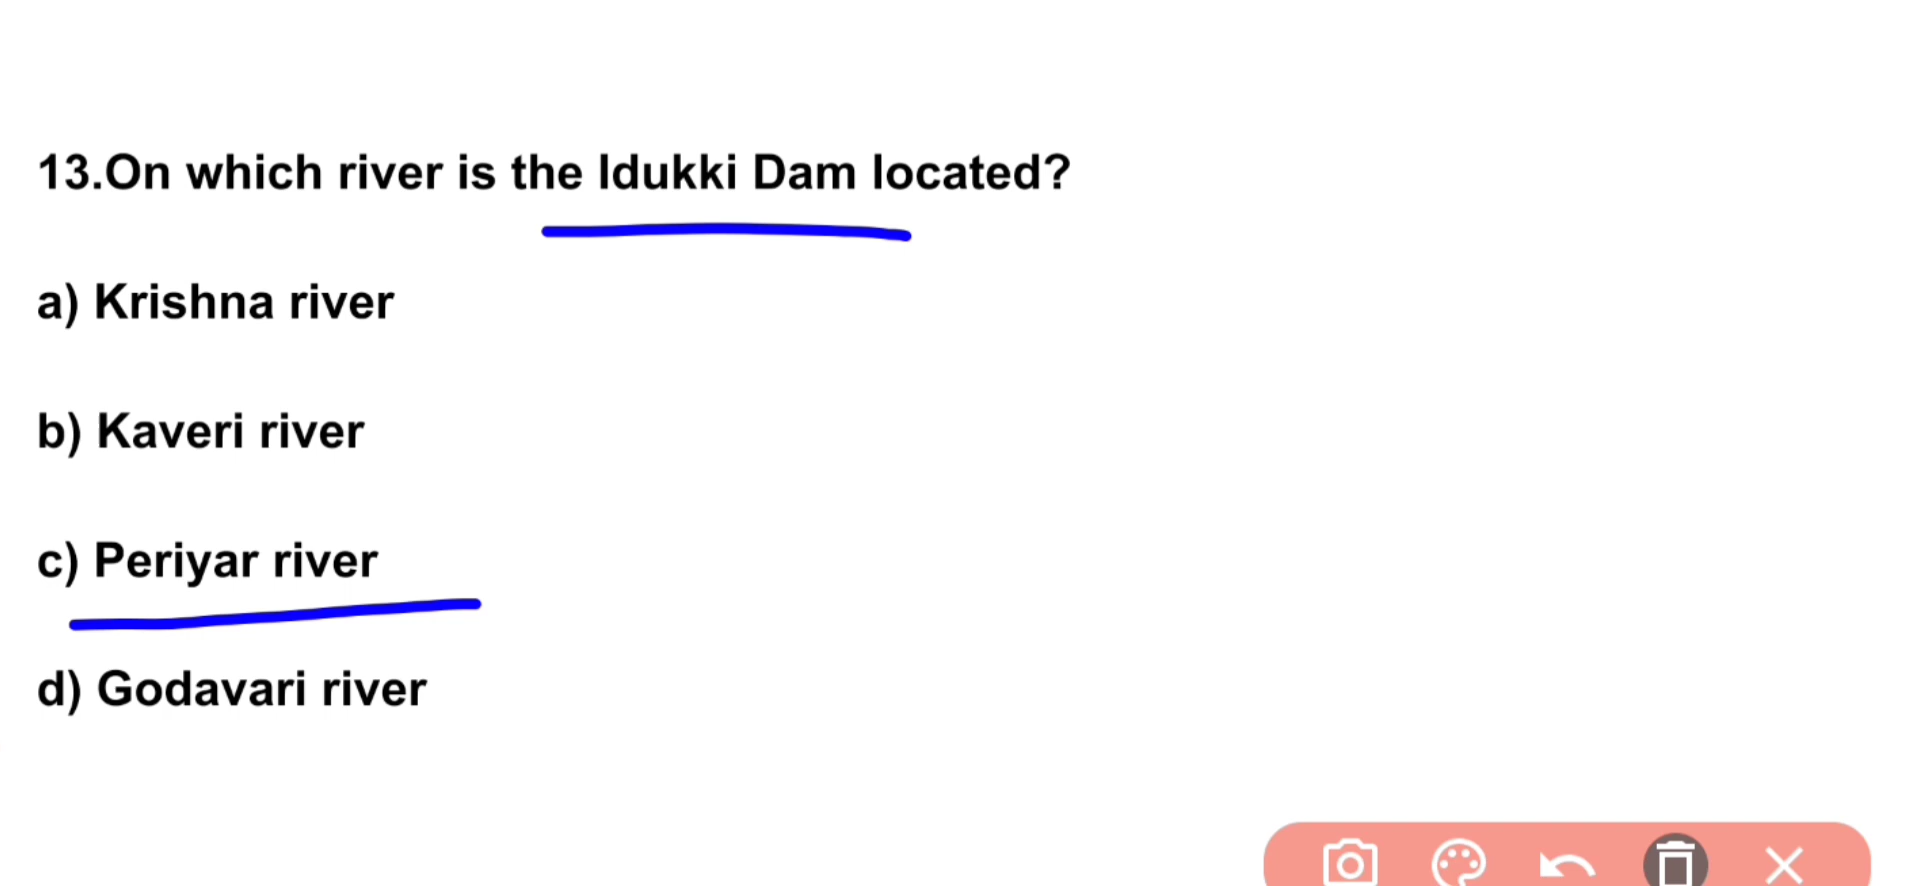 13.On which river is the Idukki Dam located?
a) Krishna river
b) Kaveri river
c) Periyar river
d) Godavari river